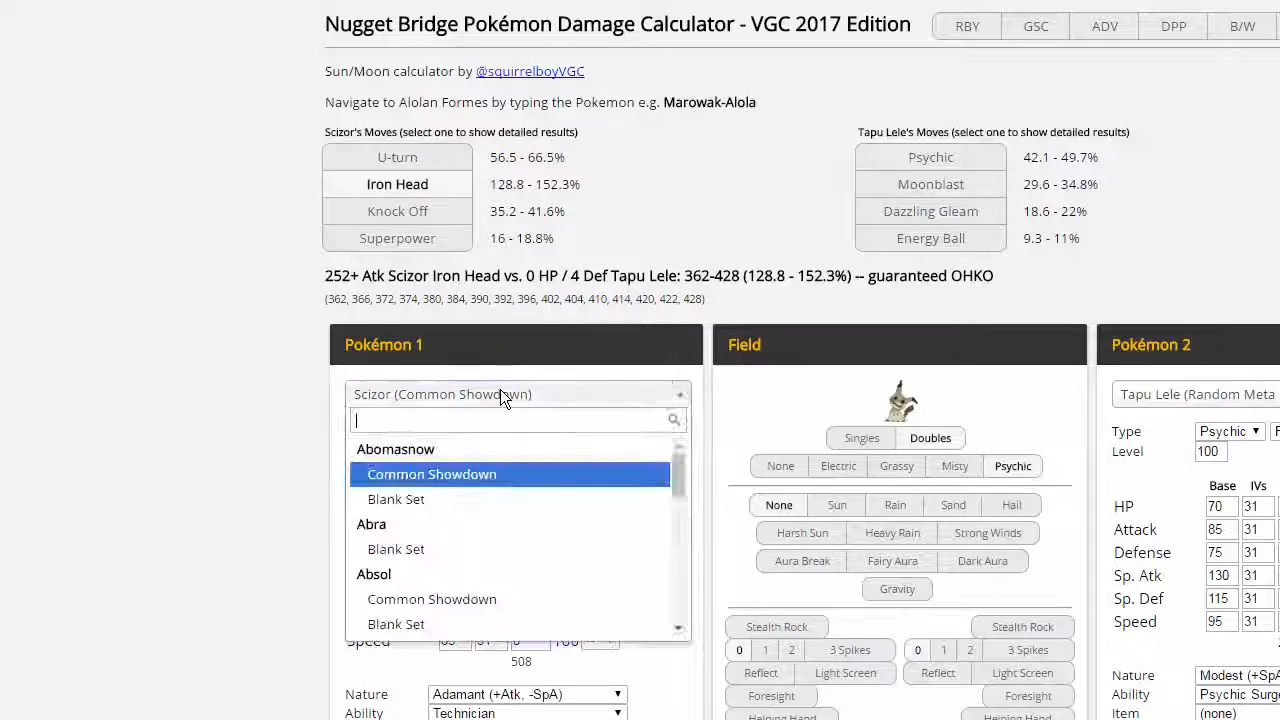 Nugget Bridge Pokémon Damage Calculator - VGC 2017 Edition
RBY GSC ADV DPP B/W
Sun/Moon calculator by @squirrelboyVGC
Navigate to Alolan Formes by typing the Pokemon e.g. Marowak-Alola
Scizor's Moves (select one to show detailed results)
U-turn 56.5 - 66.5%
Iron Head 128.8 - 152.3%
Knock Off 35.2 - 41.6%
Superpower 16 - 18.8%
Tapu Lele's Moves (select one to show detailed results)
Psychic 42.1 - 49.7%
Moonblast 29.6 - 34.8%
Dazzling Gleam 18.6 - 22%
Energy Ball 9.3 - 11%
252+ Atk Scizor Iron Head vs. 0 HP / 4 Def Tapu Lele: 362-428 (128.8 - 152.3%) -- guaranteed OHKO
(362, 366, 372, 374, 380, 384, 390, 392, 396, 402, 404, 410, 414, 420, 422, 428)
Pokémon 1
Scizor (Common Showdown)
Abomasnow
Common Showdown
Blank Set
Abra
Blank Set
Absol
Common Showdown
Blank Set
Speed
508
Nature Adamant (+Atk, -SpA)
Ability Technician
Field
Singles Doubles
None Electric Grassy Misty Psychic
None Sun Rain Sand Hail
Harsh Sun Heavy Rain Strong Winds
Aura Break Fairy Aura Dark Aura
Gravity
Stealth Rock Stealth Rock
0 1 2 3 Spikes 0 1 2 3 Spikes
Reflect Light Screen Reflect Light Screen
Foresight Foresight
Helping Hand Helping Hand
Pokémon 2
Tapu Lele (Random Meta
Type Psychic
Level 100
Base IVs
HP 70 31
Attack 85 31
Defense 75 31
Sp. Atk 130 31
Sp. Def 115 31
Speed 95 31
Nature Modest (+SpA
Ability Psychic Surge
Item (none)